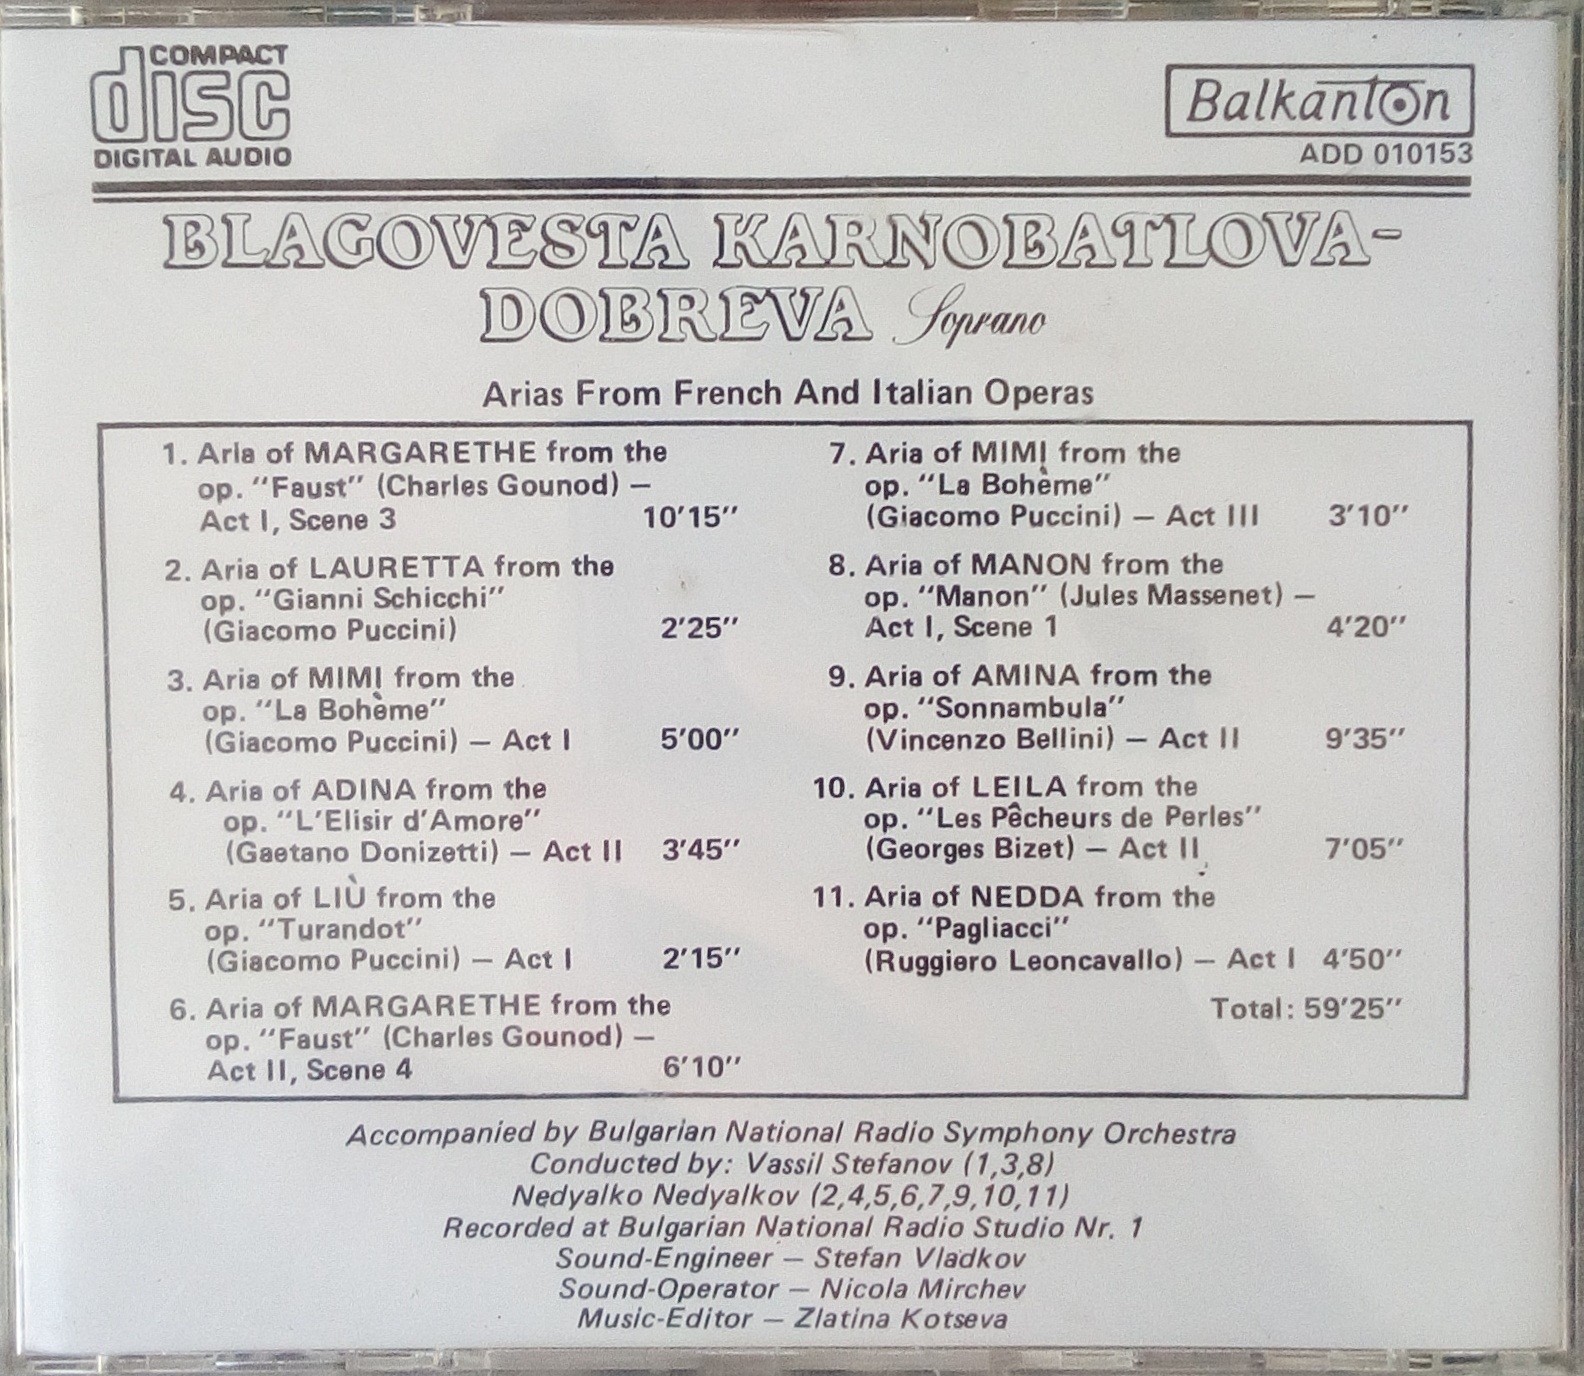 COMPACT
disc
DIGITAL AUDIO
Balkanton
ADD 010153
BLAGOVESTA KARNOBATLOVA-
DOBREVA Soprano
Arias From French And Italian Operas
1. Aria of MARGARETHE from the
op. "Faust" (Charles Gounod) –
Act I, Scene 3 10'15"
2. Aria of LAURETTA from the
op. "Gianni Schicchi"
(Giacomo Puccini) 2'25"
3. Aria of MIMI from the
op. "La Bohème"
(Giacomo Puccini) – Act I 5'00"
4. Aria of ADINA from the
op. "L'Elisir d'Amore"
(Gaetano Donizetti) – Act II 3'45"
5. Aria of LIÙ from the
op. "Turandot"
(Giacomo Puccini) – Act I 2'15"
6. Aria of MARGARETHE from the
op. "Faust" (Charles Gounod) –
Act II, Scene 4 6'10"
7. Aria of MIMI from the
op. "La Bohème"
(Giacomo Puccini) – Act III 3'10"
8. Aria of MANON from the
op. "Manon" (Jules Massenet) –
Act I, Scene 1 4'20"
9. Aria of AMINA from the
op. "Sonnambula"
(Vincenzo Bellini) – Act II 9'35"
10. Aria of LEILA from the
op. "Les Pêcheurs de Perles"
(Georges Bizet) – Act II 7'05"
11. Aria of NEDDA from the
op. "Pagliacci"
(Ruggiero Leoncavallo) – Act I 4'50"
Total: 59'25"
Accompanied by Bulgarian National Radio Symphony Orchestra
Conducted by: Vassil Stefanov (1,3,8)
Nedyalko Nedyalkov (2,4,5,6,7,9,10,11)
Recorded at Bulgarian National Radio Studio Nr. 1
Sound-Engineer – Stefan Vladkov
Sound-Operator – Nicola Mirchev
Music-Editor – Zlatina Kotseva